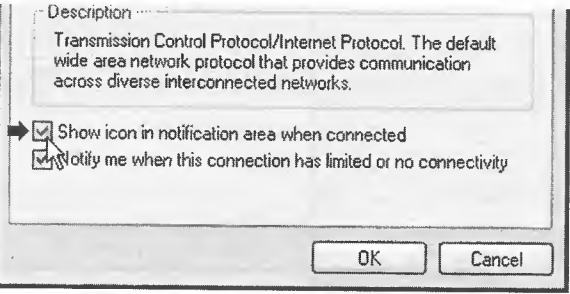 Description
Transmission Control Protocol/Internet Protocol. The default
wide area network protocol that provides communication
across diverse interconnected networks.
Show icon in notification area when connected
Notify me when this connection has limited or no connectivity
OK
Cancel